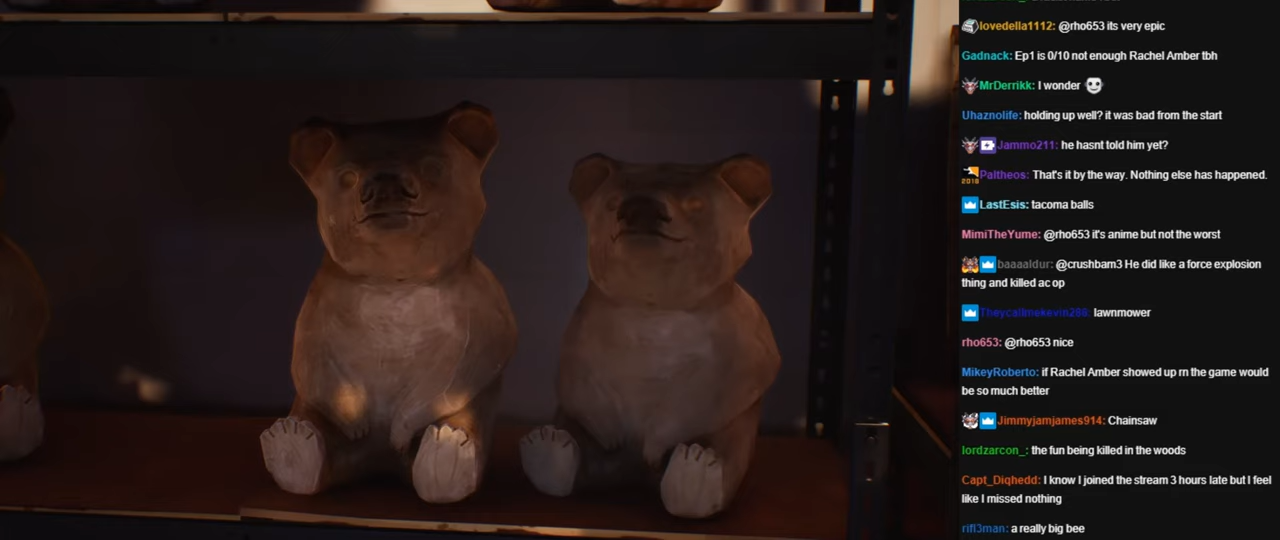 lovedella1112: @rho653 its very epic
Gadnack: Ep1 is 0/10 not enough Rachel Amber tbh
MrDerrikk: I wonder
Uhaznolife: holding up well? it was bad from the start
Jammo211: he hasnt told him yet?
2018
Paltheos: That's it by the way. Nothing else has happened.
LastEsis: tacoma balls
MimiTheYume: @rho653 it's anime but not the worst
baaaaldur: @crushbam3 He did like a force explosion
thing and killed ac op
Theycallmekevin286: lawnmower
rho653: @rho653 nice
MikeyRoberto: if Rachel Amber showed up rn the game would
be so much better
Jimmyjamjames914: Chainsaw
lordzarcon_: the fun being killed in the woods
Capt_Diqhedd: I know I joined the stream 3 hours late but I feel
like I missed nothing
rifl3man: a really big bee